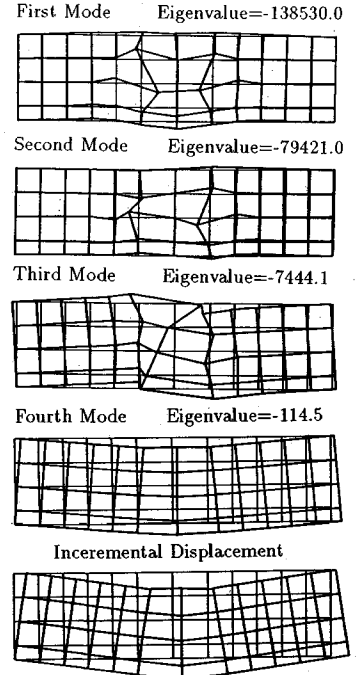 First Mode Eigenvalue=-138530.0
Second Mode Eigenvalue=-79421.0
Third Mode Eigenvalue=-7444.1
Fourth Mode Eigenvalue=-114.5
Inceremental Displacement